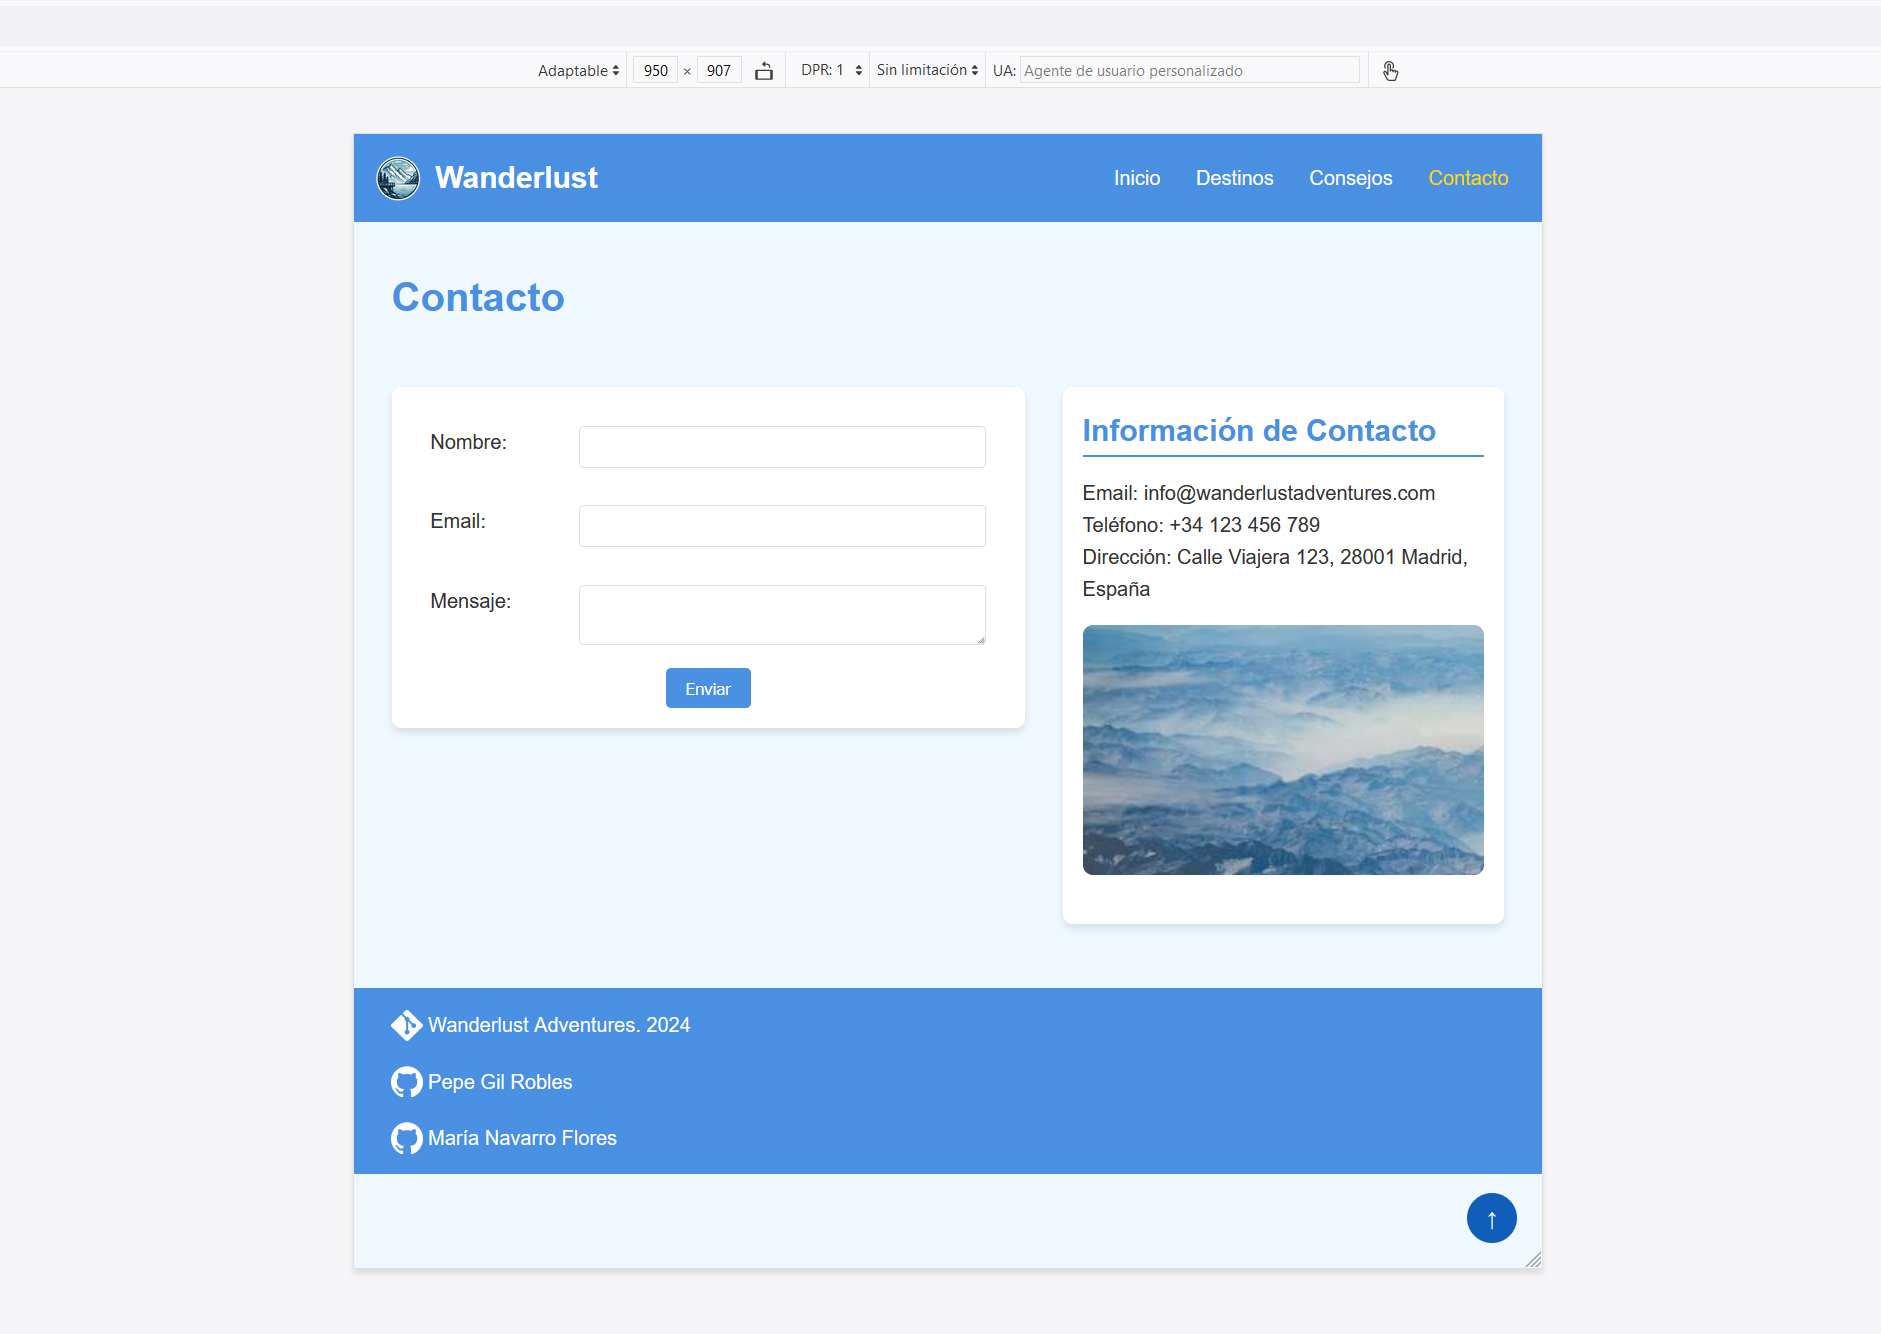 Adaptable 950 × 907 DPR: 1 Sin limitación UA: Agente de usuario personalizado
Wanderlust Inicio Destinos Consejos Contacto
Contacto
Nombre:
Email:
Mensaje:
Enviar
Información de Contacto
Email: info@wanderlustadventures.com
Teléfono: +34 123 456 789
Dirección: Calle Viajera 123, 28001 Madrid,
España
Wanderlust Adventures. 2024
Pepe Gil Robles
María Navarro Flores
↑